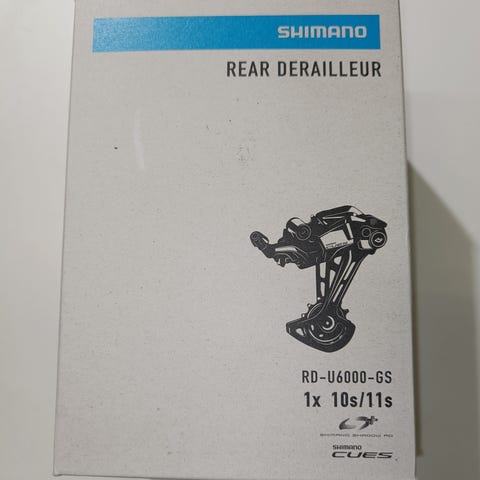 SHIMANO
REAR DERAILLEUR
RD-U6000-GS
1x 10s/11s
SHIMANO SHADOW RD
SHIMANO
CUES